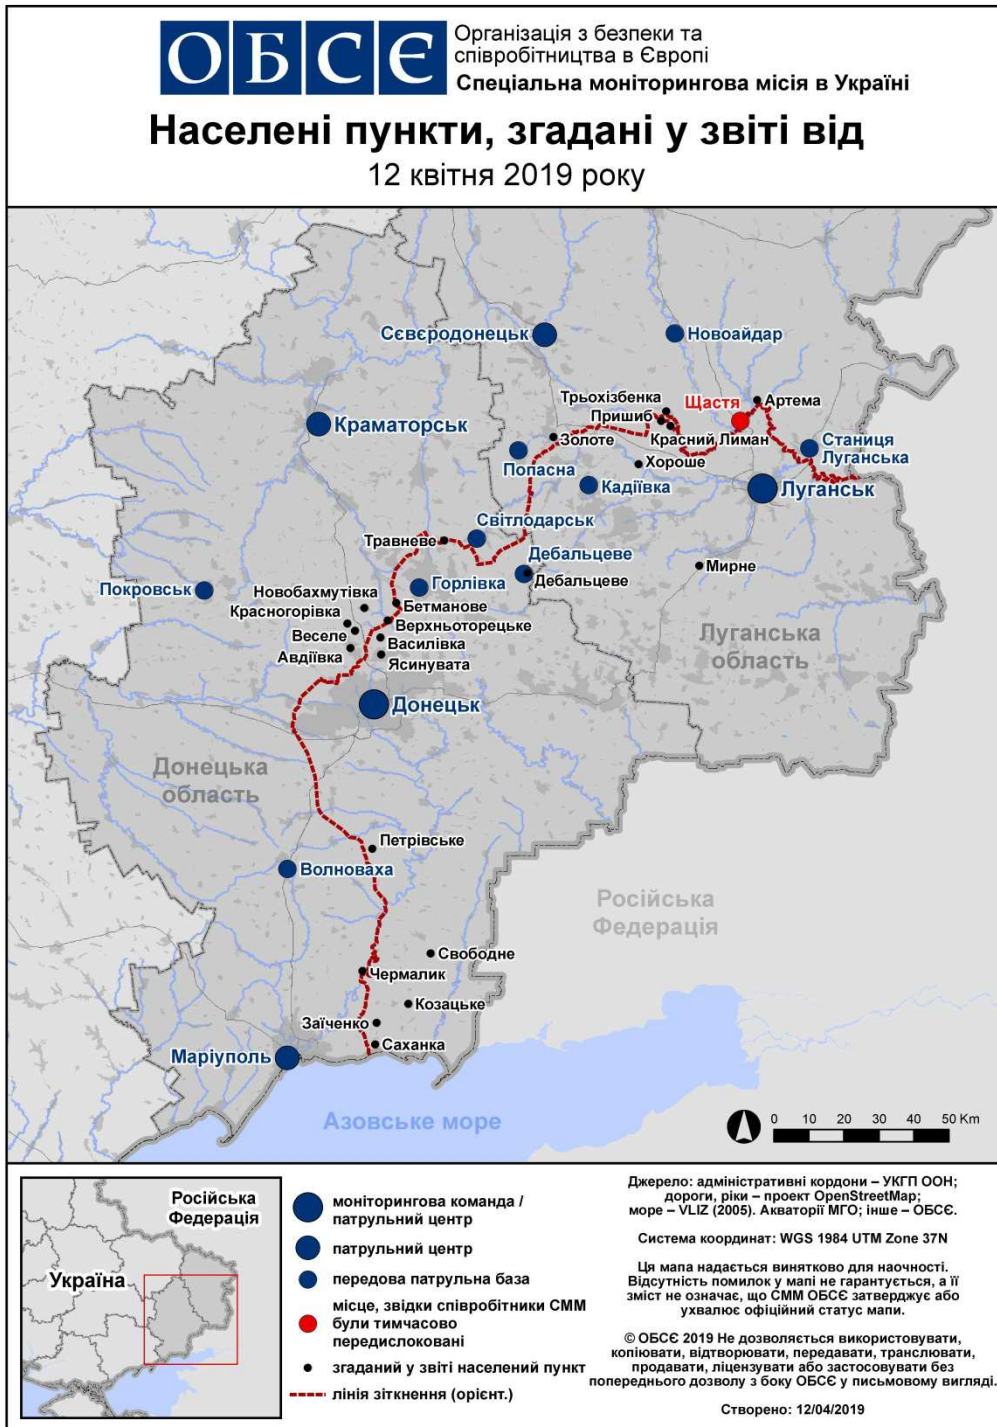 ОБСЄ
Організація з безпеки та
співробітництва в Європі
Спеціальна моніторингова місія в Україні
Населені пункти, згадані у звіті від
12 квітня 2019 року
Сєвєродонецьк
Новоайдар
Трьохізбенка
Щастя
Артема
Пришиб
Краматорськ
Золоте
Красний Лиман
Станиця
Луганська
Попасна
Хороше
Кадіївка
Луганськ
Світлодарськ
Травневе
Дебальцеве
Дебальцеве
Мирне
Покровськ
Новобахмутівка
Горлівка
Бетманове
Красногорівка
Верхньоторецьке
Веселе
Василівка
Авдіївка
Ясинувата
Луганська
область
Донецьк
Донецька
область
Петрівське
Волноваха
Російська
Федерація
Свободне
Чермалик
Козацьке
Заїченко
Саханка
Маріуполь
Азовське море
0 10 20 30 40 50 Km
Російська
Федерація
Україна
моніторингова команда /
патрульний центр
патрульний центр
передова патрульна база
місце, звідки співробітники СММ
були тимчасово
передислоковані
згаданий у звіті населений пункт
лінія зіткнення (орієнт.)
Джерело: адміністративні кордони – УКГП ООН;
дороги, ріки – проект OpenStreetMap;
море – VLIZ (2005). Акваторії МГО; інше – ОБСЄ.
Система координат: WGS 1984 UTM Zone 37N
Ця мапа надається винятково для наочності.
Відсутність помилок у мапі не гарантується, а її
зміст не означає, що СММ ОБСЄ затверджує або
ухвалює офіційний статус мапи.
© ОБСЄ 2019 Не дозволяється використовувати,
копіювати, відтворювати, передавати, транслювати,
продавати, ліцензувати або застосовувати без
попереднього дозволу з боку ОБСЄ у письмовому вигляді.
Створено: 12/04/2019